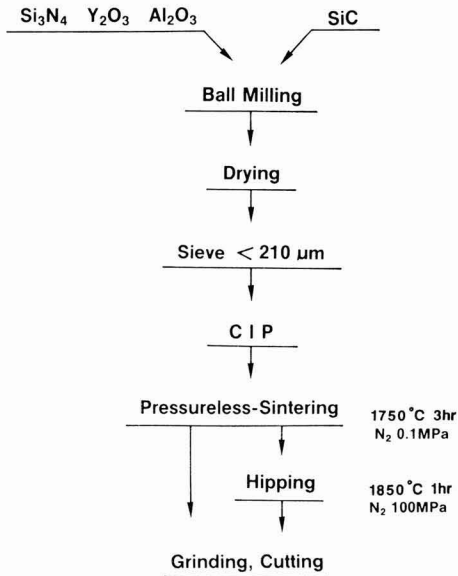 Si₃N₄ Y₂O₃ Al₂O₃ SiC
Ball Milling
Drying
Sieve < 210 µm
C I P
Pressureless-Sintering 1750°C 3hr
N₂ 0.1MPa
Hipping 1850°C 1hr
N₂ 100MPa
Grinding, Cutting